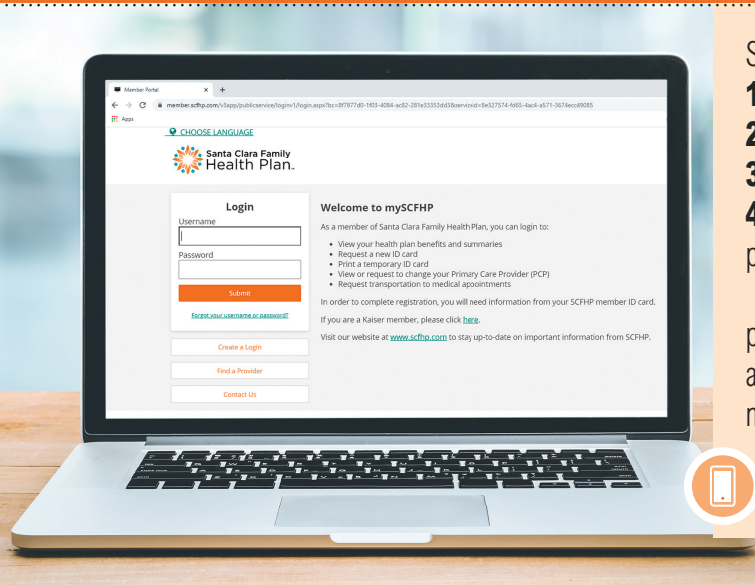 Member Portal
member.scfhp.com/v3app/publicservice/loginv1/login.aspx?bc=8f7877d0-1f03-4084-ac82-281e33353dd3&serviceid=8e327574-fd65-4ac4-a571-3674ecc49085
Apps
CHOOSE LANGUAGE
Santa Clara Family
Health Plan
Login
Username
Password
Submit
Forgot your username or password?
Create a Login
Find a Provider
Contact Us
Welcome to mySCFHP
As a member of Santa Clara Family Health Plan, you can login to:
• View your health plan benefits and summaries
• Request a new ID card
• Print a temporary ID card
• View or request to change your Primary Care Provider (PCP)
• Request transportation to medical appointments
In order to complete registration, you will need information from your SCFHP member ID card.
If you are a Kaiser member, please click here.
Visit our website at www.scfhp.com to stay up-to-date on important information from SCFHP.
S
1
2
3
4
p
p
a